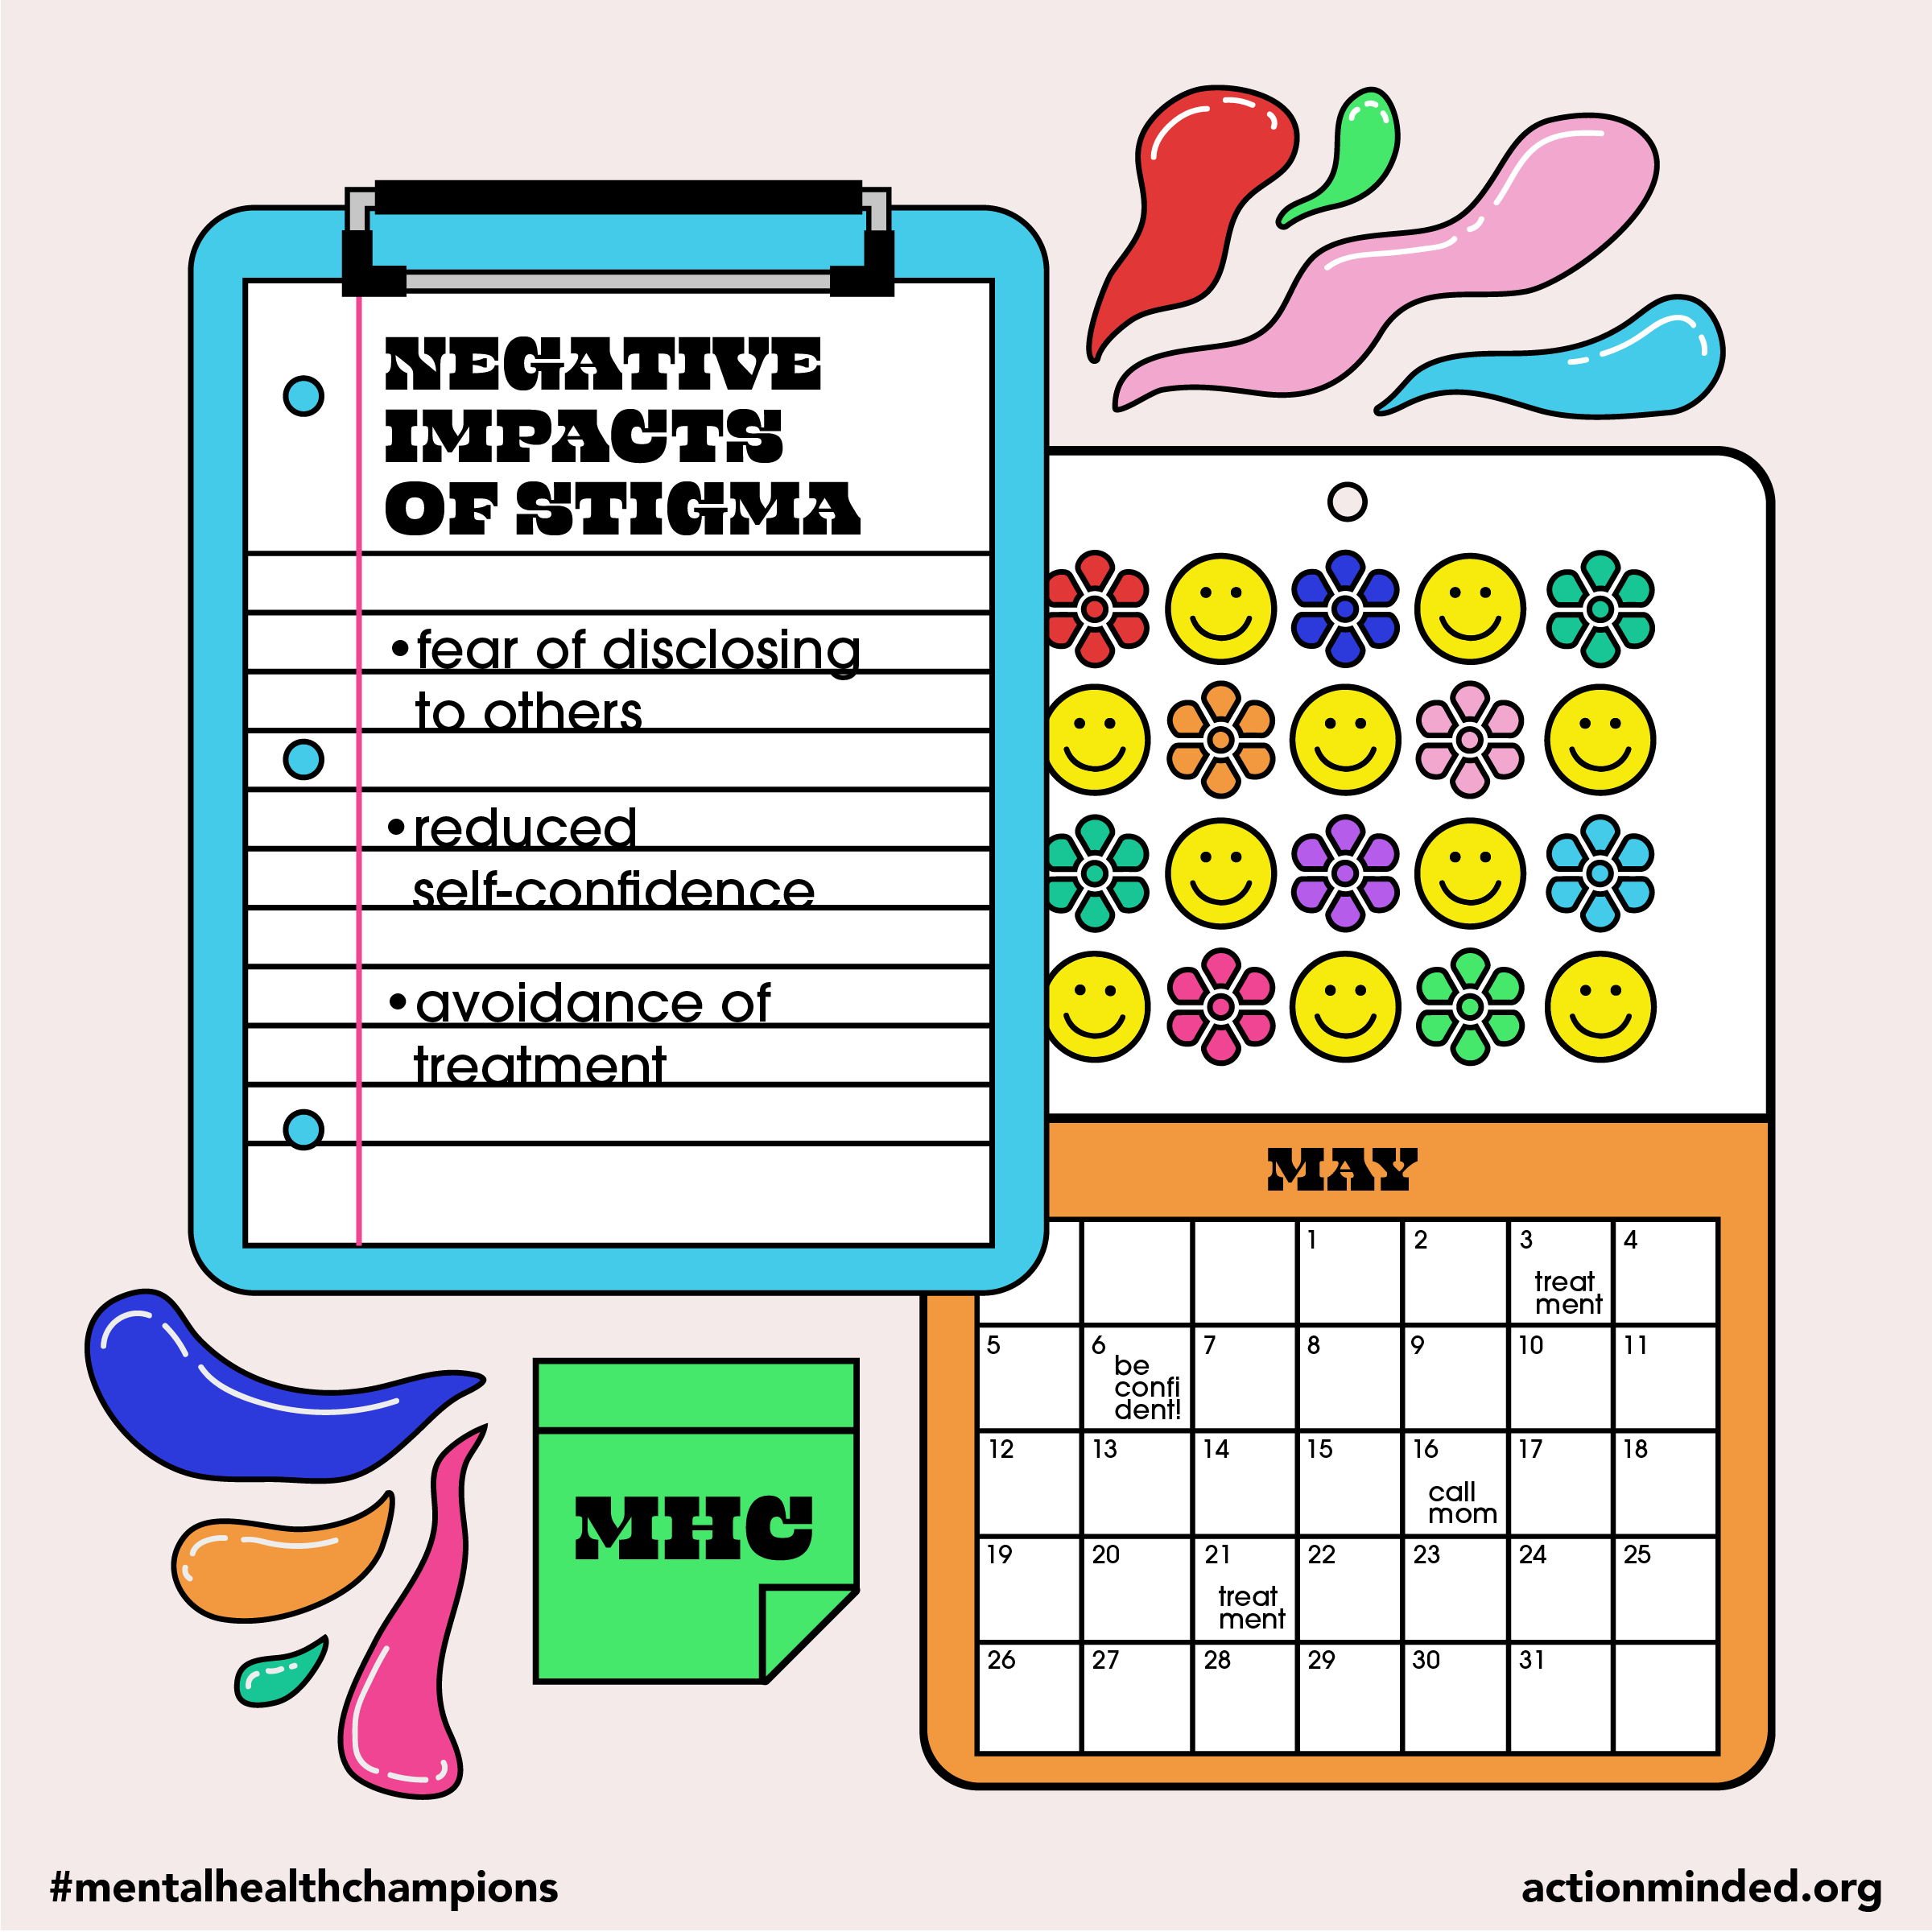 NEGATIVE
IMPACTS
OF STIGMA
•fear of disclosing
to others
•reduced
self-confidence
•avoidance of
treatment
MAY
1 2 3 4
treat
ment
5 6 7 8 9 10 11
be
confi
dent!
12 13 14 15 16 17 18
call
mom
19 20 21 22 23 24 25
treat
ment
26 27 28 29 30 31
MHC
#mentalhealthchampions
actionminded.org